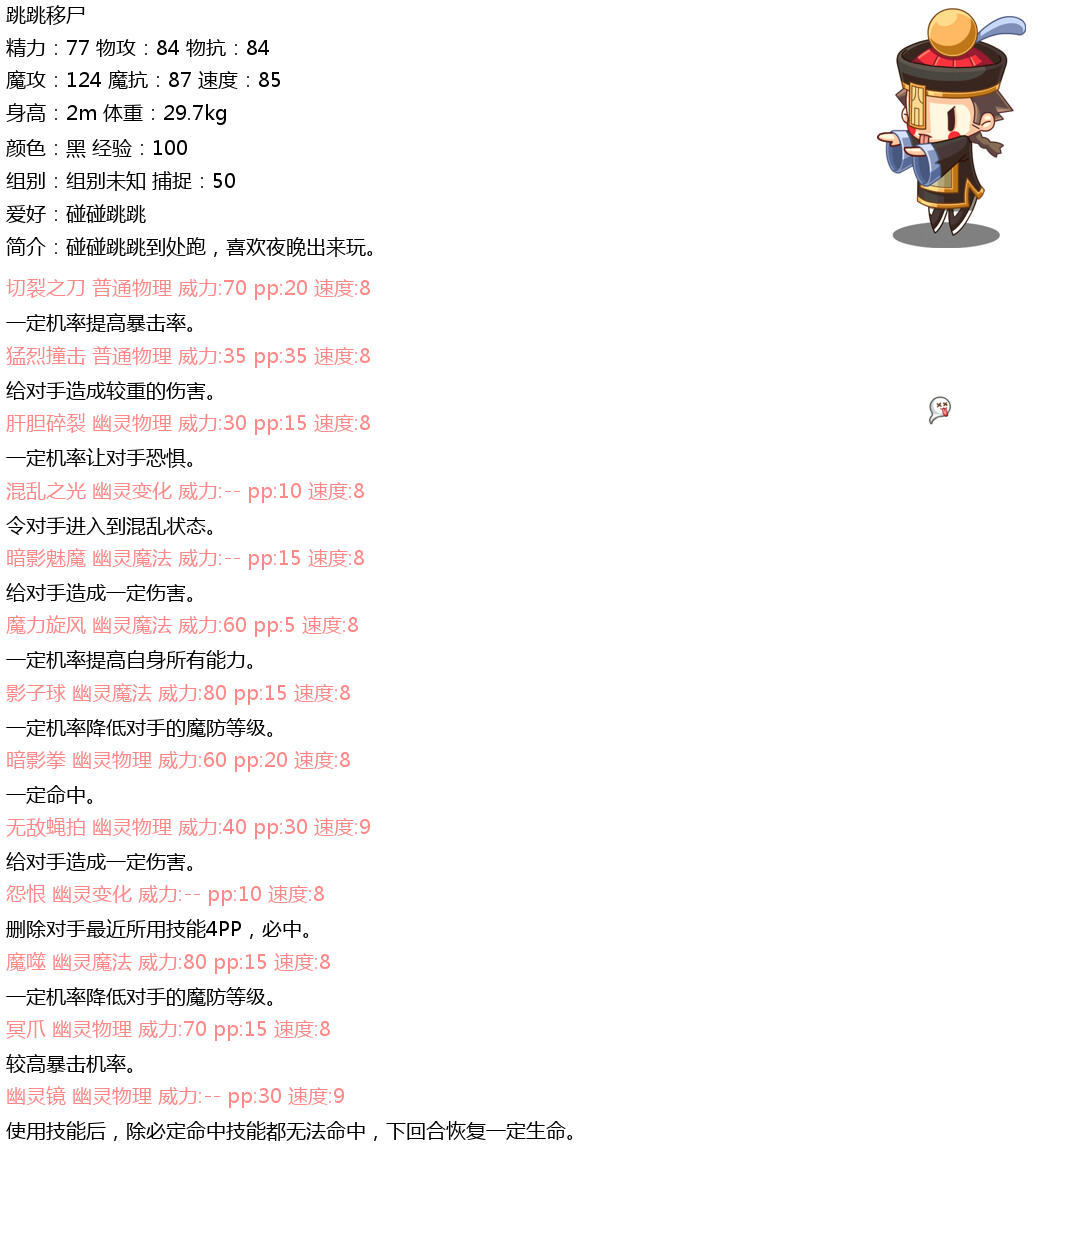 跳跳移尸
精力：77 物攻：84 物抗：84
魔攻：124 魔抗：87 速度：85
身高：2m 体重：29.7kg
颜色：黑 经验：100
组别：组别未知 捕捉：50
爱好：碰碰跳跳
简介：碰碰跳跳到处跑，喜欢夜晚出来玩。
切裂之刀 普通物理 威力:70 pp:20 速度:8
一定机率提高暴击率。
猛烈撞击 普通物理 威力:35 pp:35 速度:8
给对手造成较重的伤害。
肝胆碎裂 幽灵物理 威力:30 pp:15 速度:8
一定机率让对手恐惧。
混乱之光 幽灵变化 威力:-- pp:10 速度:8
令对手进入到混乱状态。
暗影魅魔 幽灵魔法 威力:-- pp:15 速度:8
给对手造成一定伤害。
魔力旋风 幽灵魔法 威力:60 pp:5 速度:8
一定机率提高自身所有能力。
影子球 幽灵魔法 威力:80 pp:15 速度:8
一定机率降低对手的魔防等级。
暗影拳 幽灵物理 威力:60 pp:20 速度:8
一定命中。
无敌蝇拍 幽灵物理 威力:40 pp:30 速度:9
给对手造成一定伤害。
怨恨 幽灵变化 威力:-- pp:10 速度:8
删除对手最近所用技能4PP，必中。
魔噬 幽灵魔法 威力:80 pp:15 速度:8
一定机率降低对手的魔防等级。
冥爪 幽灵物理 威力:70 pp:15 速度:8
较高暴击机率。
幽灵镜 幽灵物理 威力:-- pp:30 速度:9
使用技能后，除必定命中技能都无法命中，下回合恢复一定生命。